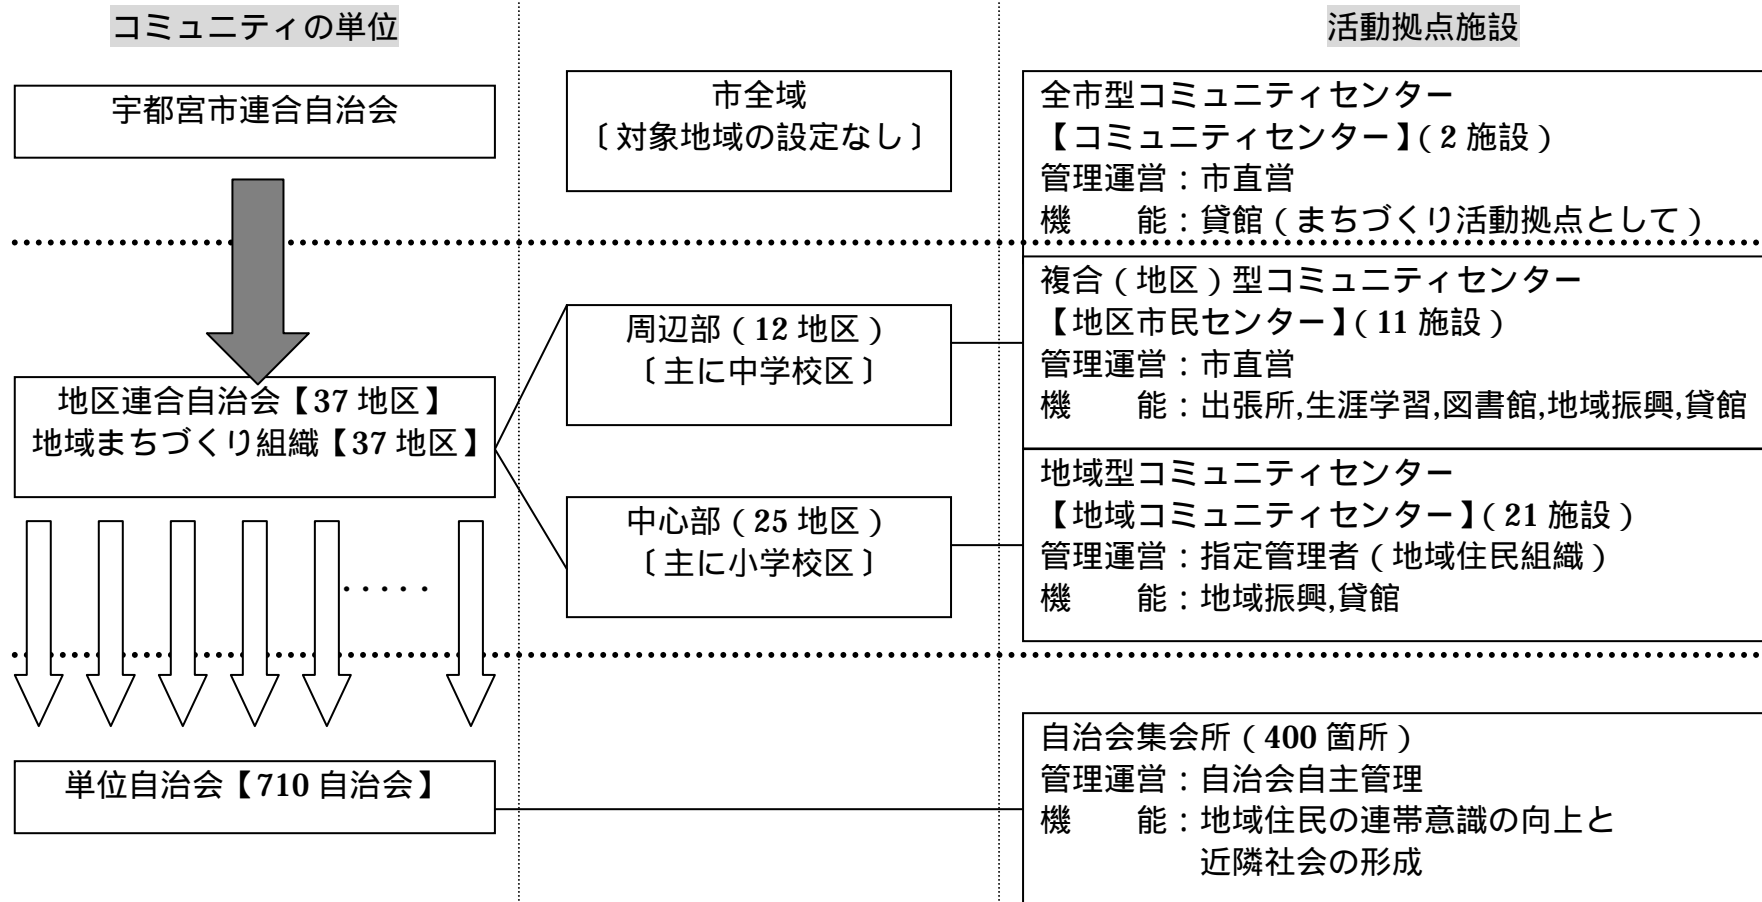 コミュニティの単位
活動拠点施設
宇都宮市連合自治会
市全域
〔対象地域の設定なし〕
全市型コミュニティセンター
【コミュニティセンター】(2施設)
管理運営：市直営
機　　能：貸館(まちづくり活動拠点として)
地区連合自治会【37地区】
地域まちづくり組織【37地区】
周辺部(12地区)
〔主に中学校区〕
複合(地区)型コミュニティセンター
【地区市民センター】(11施設)
管理運営：市直営
機　　能：出張所,生涯学習,図書館,地域振興,貸館
中心部(25地区)
〔主に小学校区〕
地域型コミュニティセンター
【地域コミュニティセンター】(21施設)
管理運営：指定管理者(地域住民組織)
機　　能：地域振興,貸館
・・・・・
単位自治会【710自治会】
自治会集会所(400箇所)
管理運営：自治会自主管理
機　　能：地域住民の連帯意識の向上と
近隣社会の形成